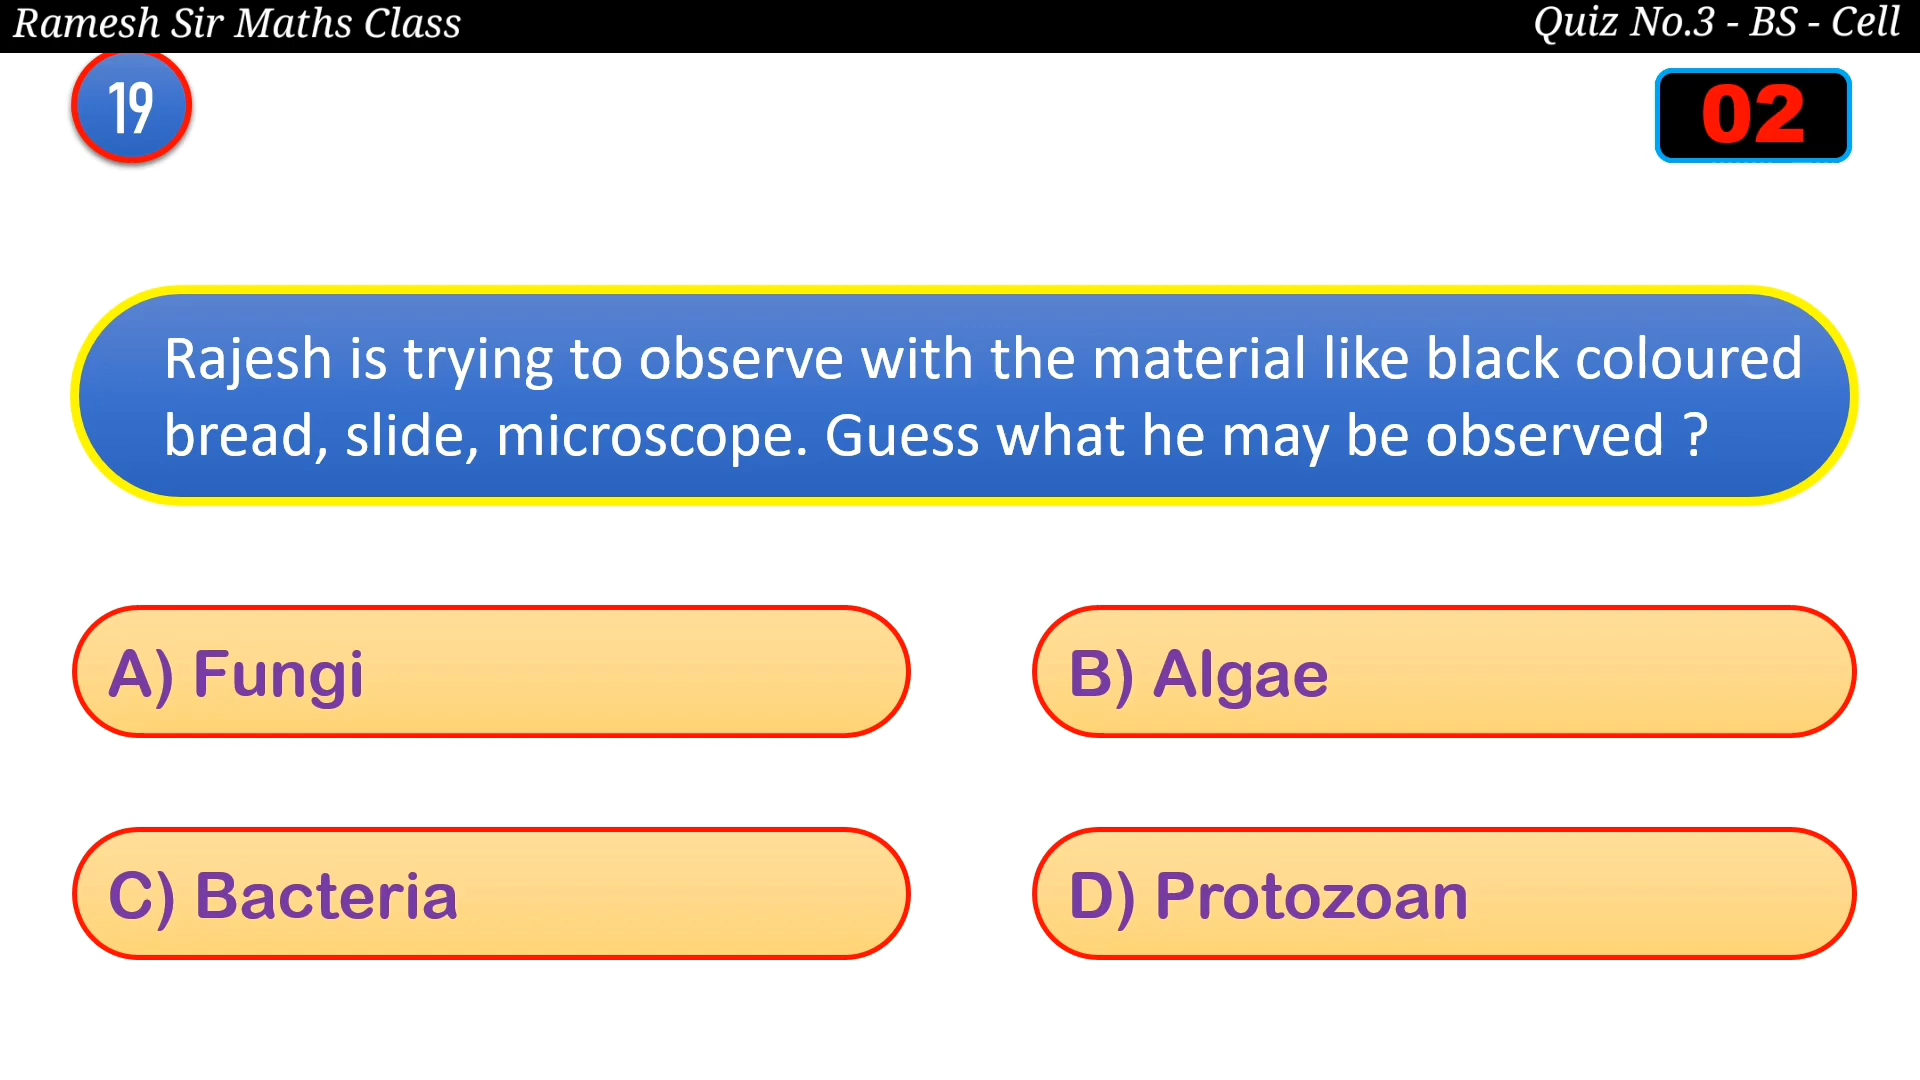 Ramesh Sir Maths Class
Quiz No.3 - BS - Cell
19
02
Rajesh is trying to observe with the material like black coloured
bread, slide, microscope. Guess what he may be observed ?
A) Fungi
B) Algae
C) Bacteria
D) Protozoan